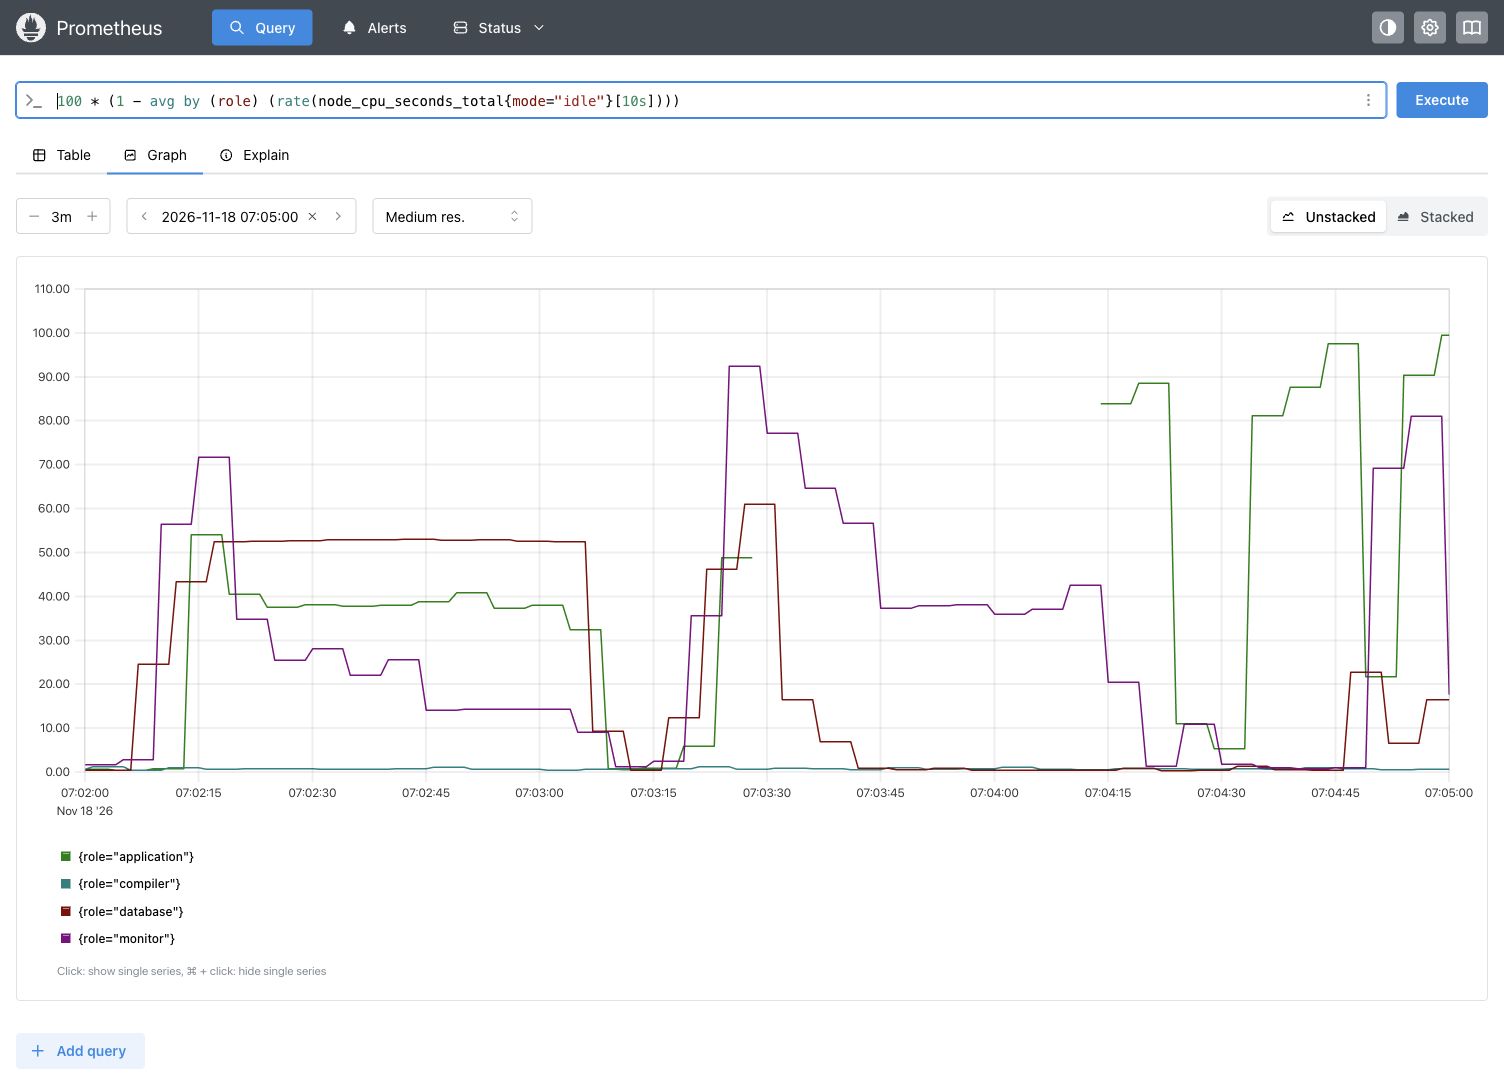 Prometheus Query Alerts Status
100 * (1 - avg by (role) (rate(node_cpu_seconds_total{mode="idle"}[10s]))) Execute
Table Graph Explain
3m 2026-11-18 07:05:00 Medium res. Unstacked Stacked
110.00
100.00
90.00
80.00
70.00
60.00
50.00
40.00
30.00
20.00
10.00
0.00
07:02:00 07:02:15 07:02:30 07:02:45 07:03:00 07:03:15 07:03:30 07:03:45 07:04:00 07:04:15 07:04:30 07:04:45 07:05:00
Nov 18 '26
{role="application"}
{role="compiler"}
{role="database"}
{role="monitor"}
Click: show single series, ⌘ + click: hide single series
Add query